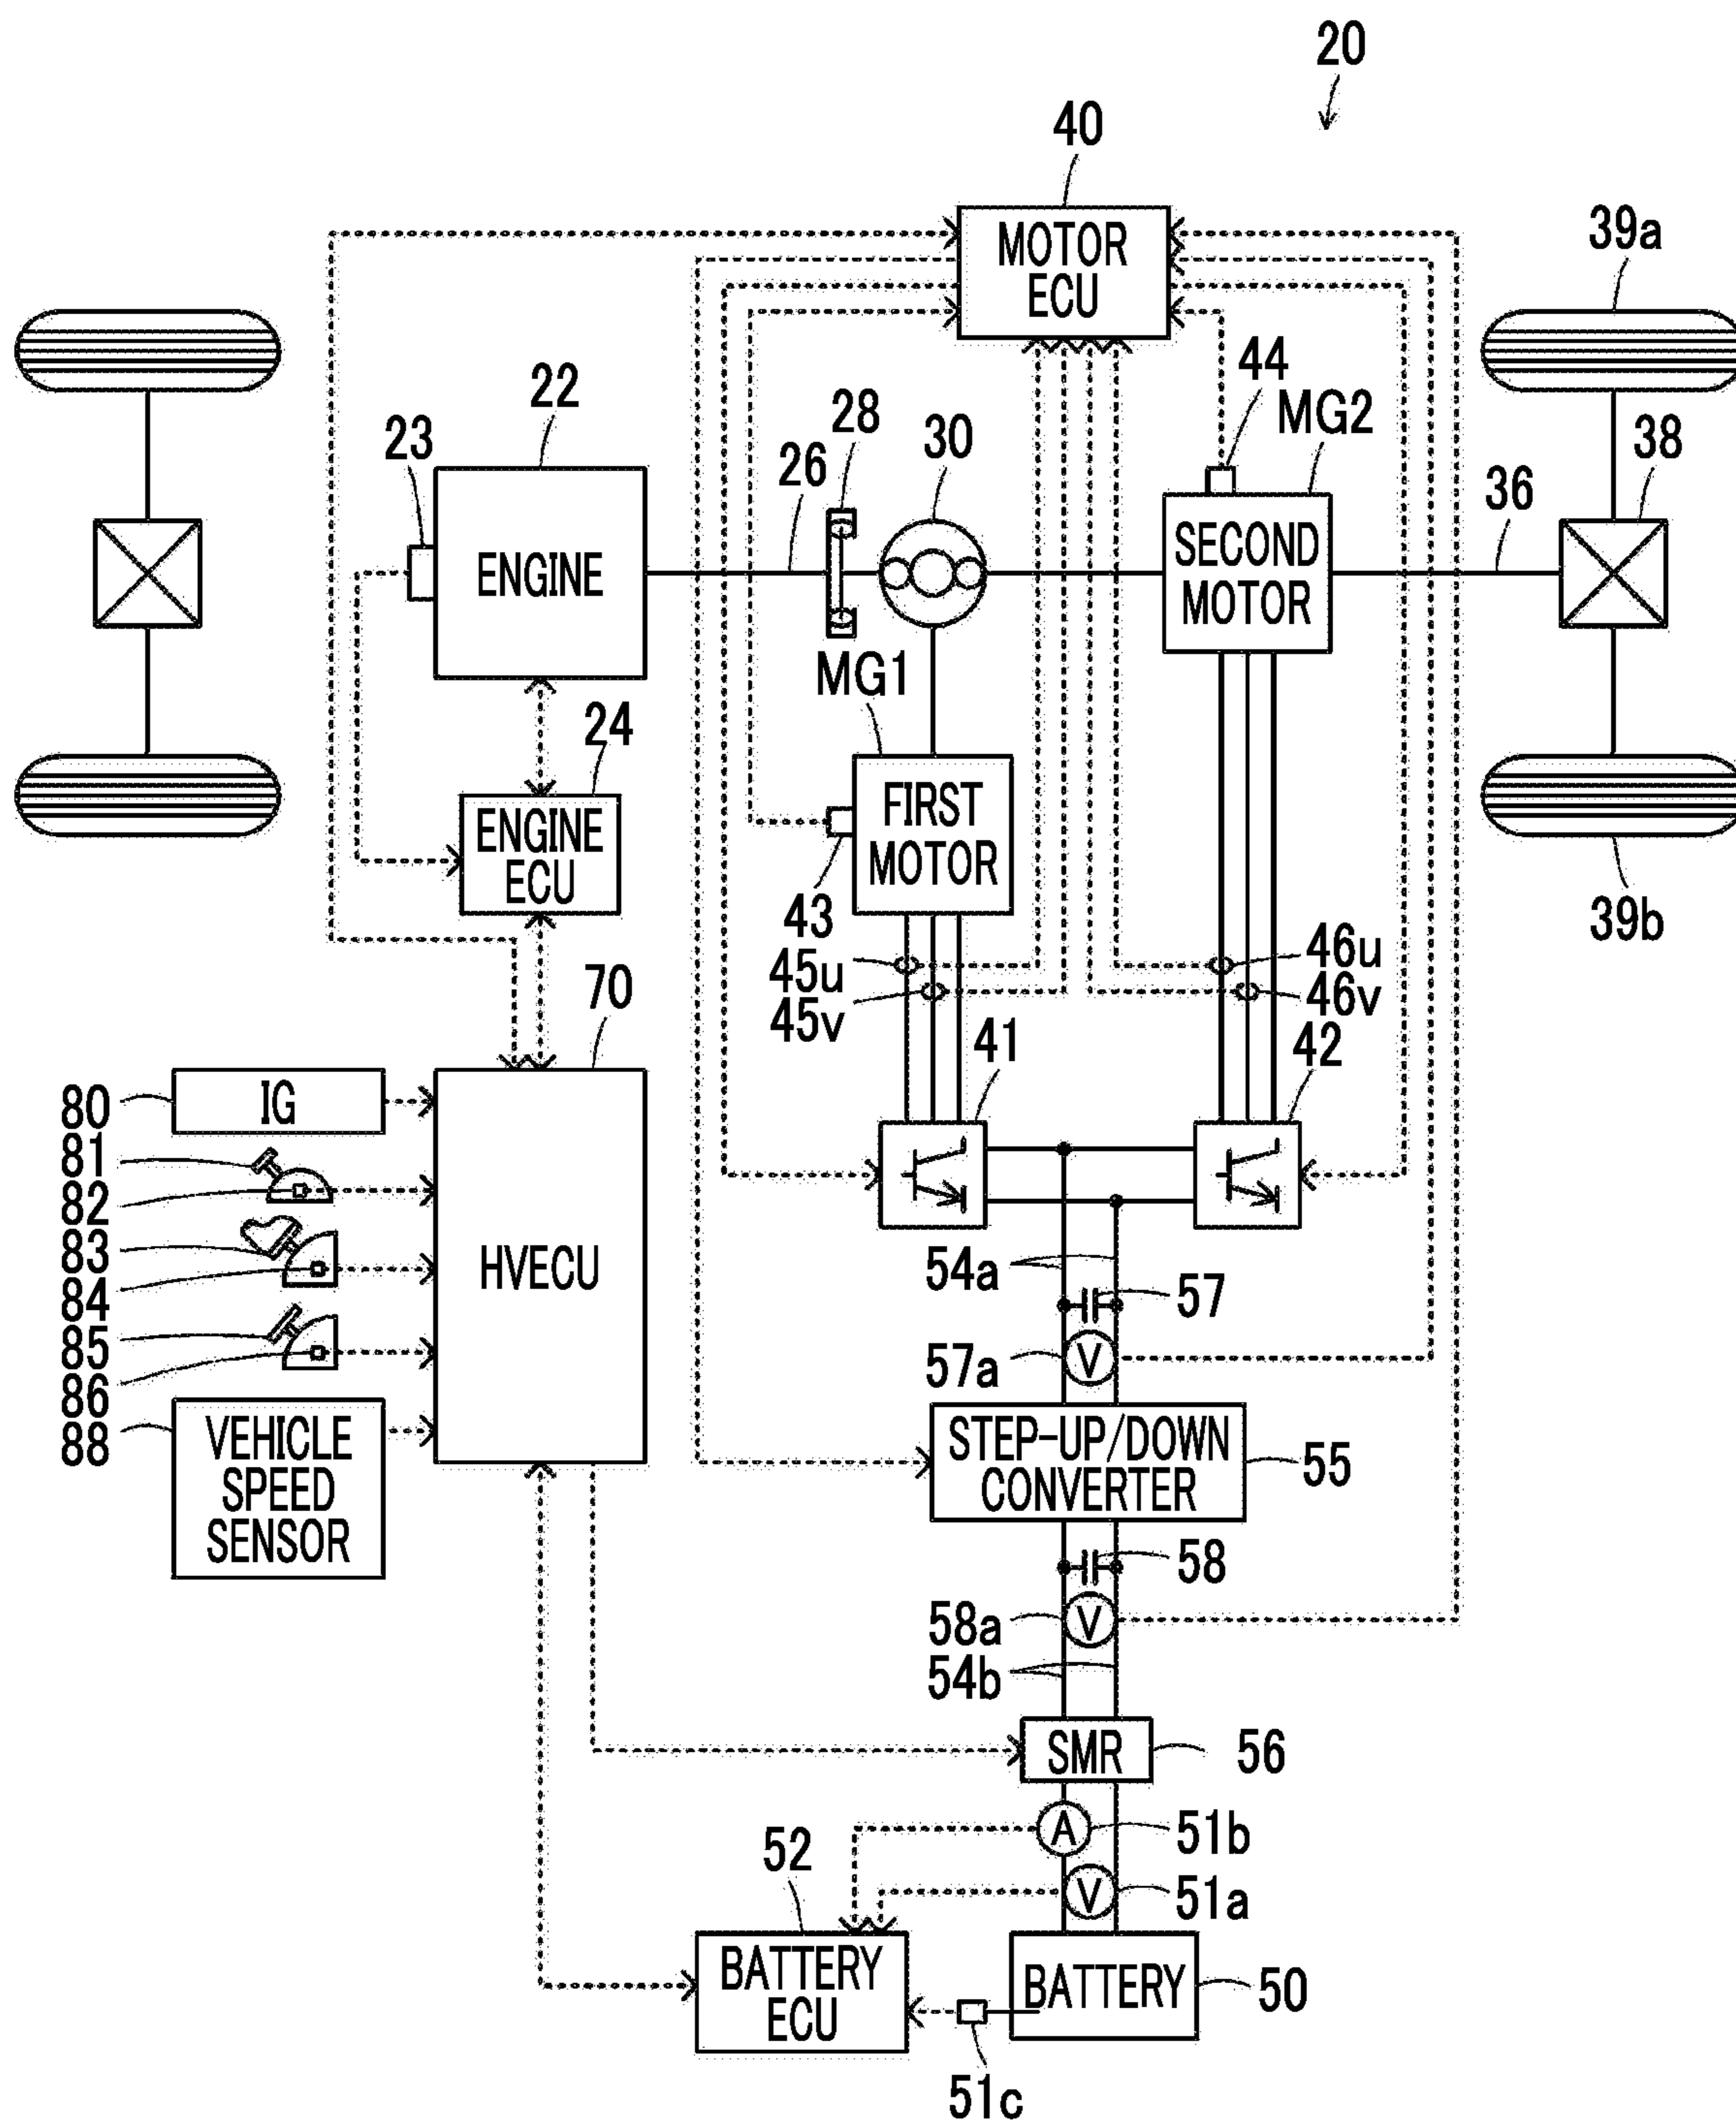 20
40
MOTOR
ECU
39a
22
23
28
30
26
44
MG2
38
36
ENGINE
SECOND
MOTOR
MG1
24
ENGINE
ECU
FIRST
MOTOR
43
39b
45u
45v
46u
46v
70
41
42
80
IG
81
82
83
84
85
86
88
HVECU
VEHICLE
SPEED
SENSOR
54a
57
57a
V
STEP-UP/DOWN
CONVERTER
55
58
58a
V
54b
SMR
56
A
51b
52
V
51a
BATTERY
ECU
BATTERY
50
51c